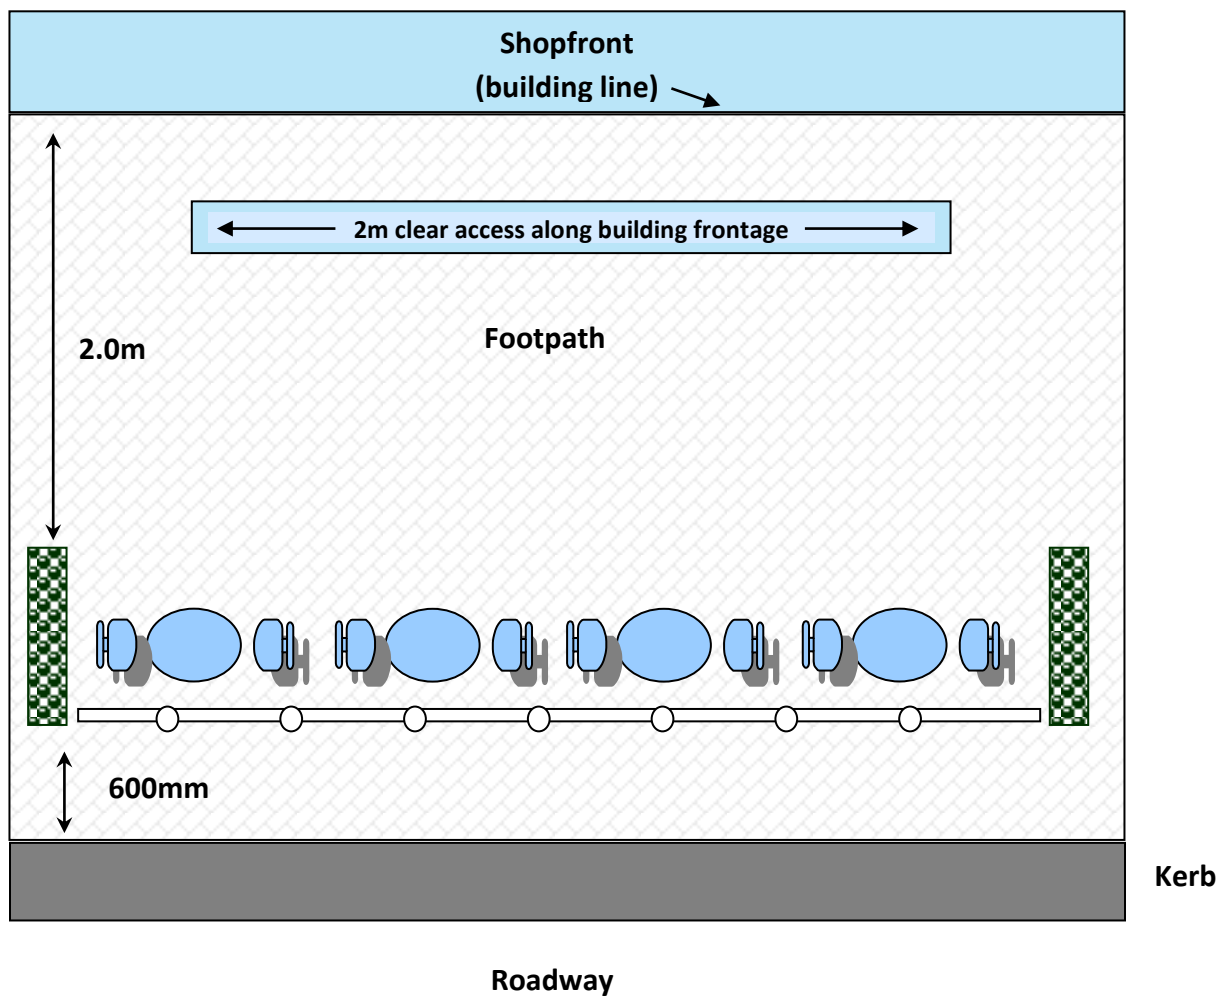 Shopfront
(building line)
2m clear access along building frontage
Footpath
2.0m
600mm
Kerb
Roadway